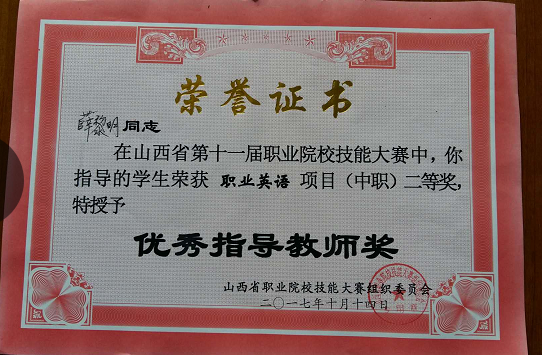 荣誉证书
薛黎明同志
在山西省第十一届职业院校技能大赛中,你
指导的学生荣获 职业英语 项目(中职)二等奖,
特授予
优秀指导教师奖
山西省职业院校技能大赛组织委员会
二〇一七年十月十四日